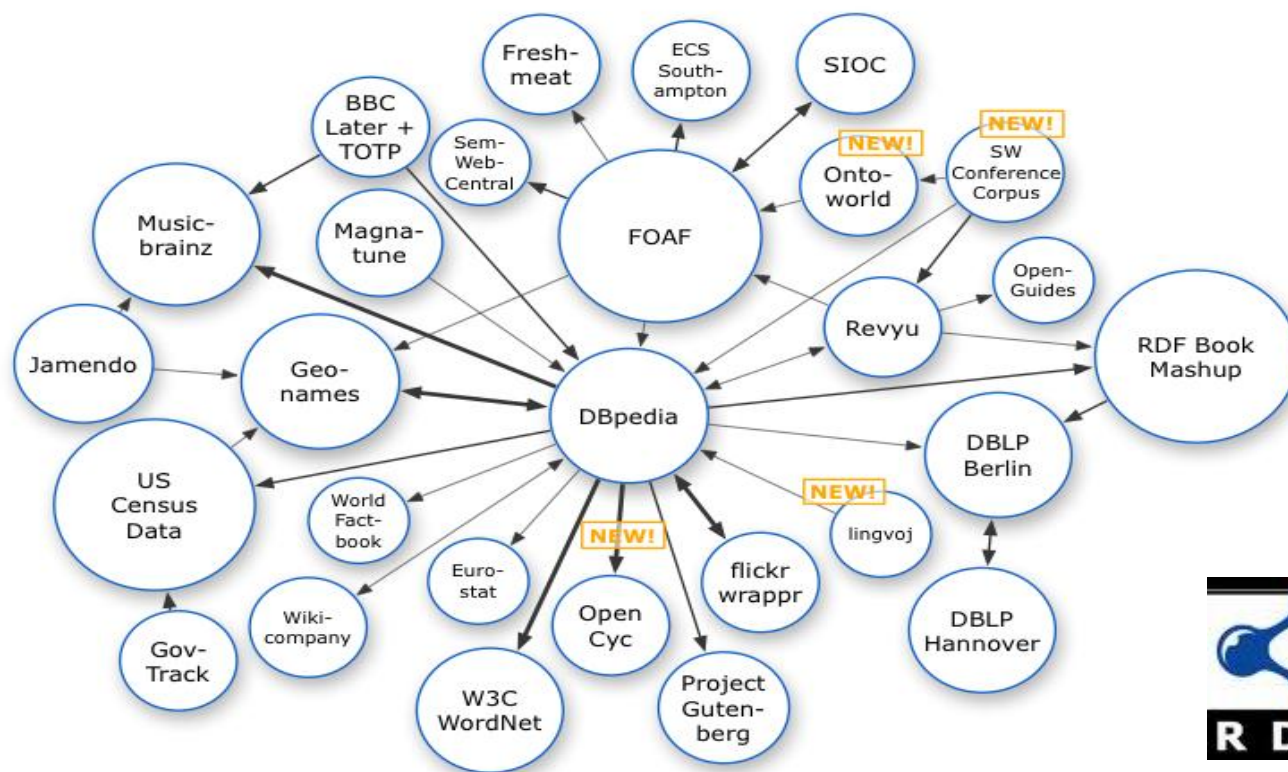 Fresh-
meat
ECS
South-
ampton
SIOC
BBC
Later +
TOTP
Sem-
Web-
Central
NEW!
Onto-
world
NEW!
SW
Conference
Corpus
Music-
brainz
Magna-
tune
FOAF
Open-
Guides
Revyu
RDF Book
Mashup
Jamendo
Geo-
names
DBpedia
DBLP
Berlin
US
Census
Data
World
Fact-
book
NEW!
lingvoj
Euro-
stat
NEW!
Open
Cyc
flickr
wrappr
Wiki-
company
DBLP
Hannover
Gov-
Track
W3C
WordNet
Project
Guten-
berg
R D